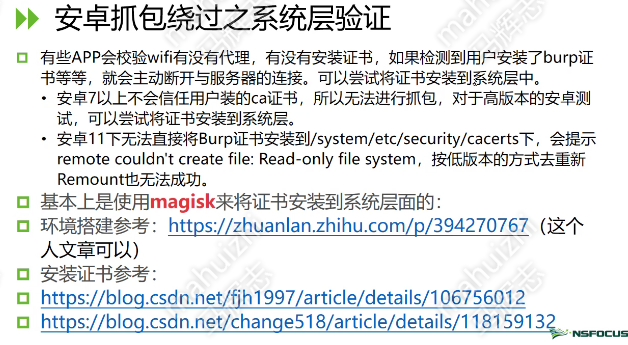 安卓抓包绕过之系统层验证
有些APP会校验wifi有没有代理，有没有安装证书，如果检测到用户安装了burp证
书等等，就会主动断开与服务器的连接。可以尝试将证书安装到系统层中。
• 安卓7以上不会信任用户装的ca证书，所以无法进行抓包，对于高版本的安卓测
试，可以尝试将证书安装到系统层。
• 安卓11下无法直接将Burp证书安装到/system/etc/security/cacerts下，会提示
remote couldn't create file: Read-only file system，按低版本的方式去重新
Remount也无法成功。
基本上是使用magisk来将证书安装到系统层面的：
环境搭建参考：https://zhuanlan.zhihu.com/p/394270767（这个
人文章可以）
安装证书参考：
https://blog.csdn.net/fjh1997/article/details/106756012
https://blog.csdn.net/change518/article/details/118159132
NSFOCUS